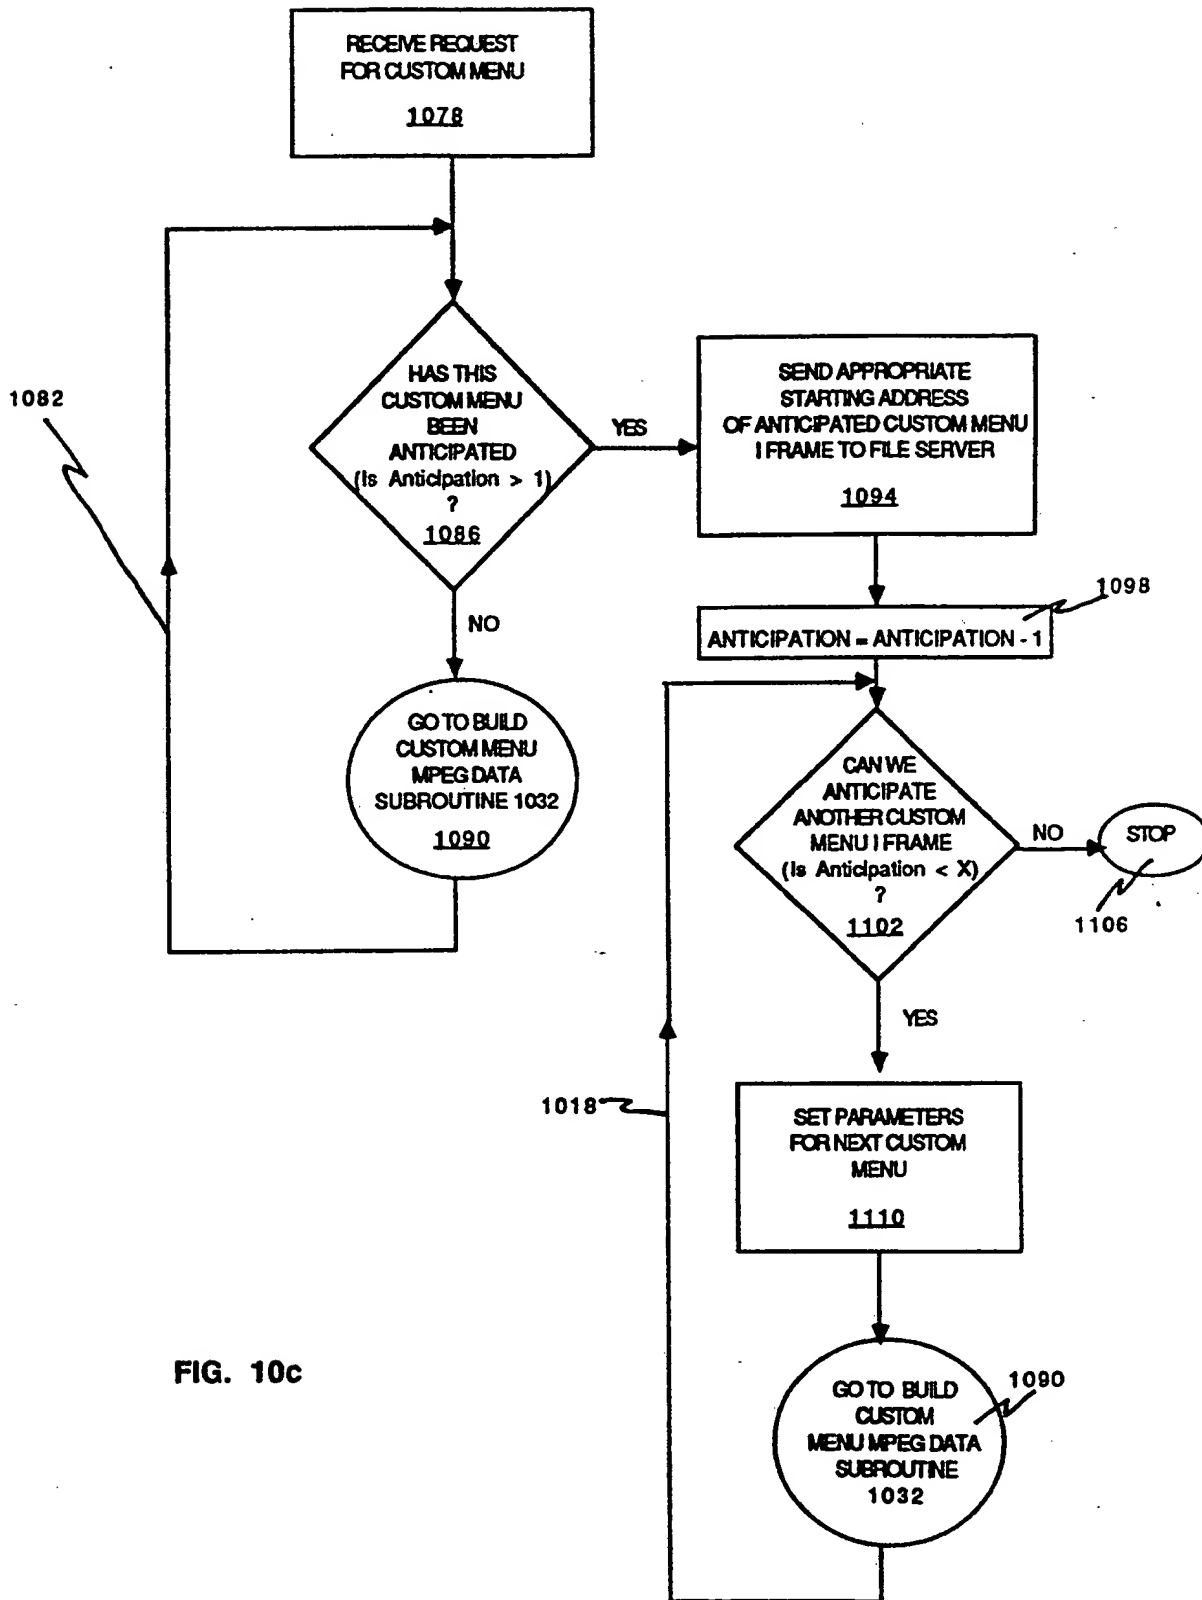 RECEIVE REQUEST
FOR CUSTOM MENU
1078
1082
HAS THIS
CUSTOM MENU
BEEN
ANTICIPATED
(Is Anticipation > 1)
?
1086
YES
SEND APPROPRIATE
STARTING ADDRESS
OF ANTICIPATED CUSTOM MENU
I FRAME TO FILE SERVER
1094
NO
GO TO BUILD
CUSTOM MENU
MPEG DATA
SUBROUTINE 1032
1090
1098
ANTICIPATION = ANTICIPATION - 1
CAN WE
ANTICIPATE
ANOTHER CUSTOM
MENU I FRAME
(Is Anticipation < X)
?
1102
NO
STOP
1106
YES
1018
SET PARAMETERS
FOR NEXT CUSTOM
MENU
1110
GO TO BUILD
CUSTOM
MENU MPEG DATA
SUBROUTINE
1032
1090
FIG. 10c